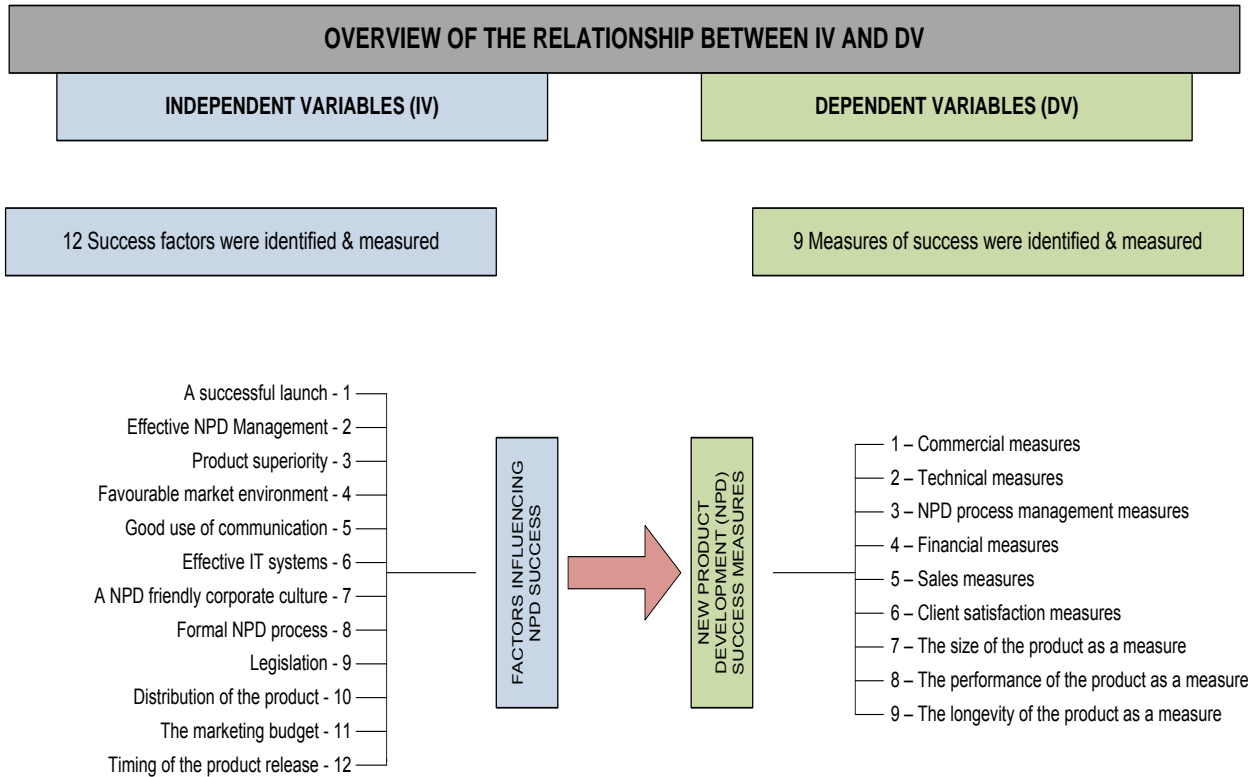 OVERVIEW OF THE RELATIONSHIP BETWEEN IV AND DV
INDEPENDENT VARIABLES (IV)
DEPENDENT VARIABLES (DV)
12 Success factors were identified & measured
9 Measures of success were identified & measured
A successful launch - 1
Effective NPD Management - 2
Product superiority - 3
Favourable market environment - 4
Good use of communication - 5
Effective IT systems - 6
A NPD friendly corporate culture - 7
Formal NPD process - 8
Legislation - 9
Distribution of the product - 10
The marketing budget - 11
Timing of the product release - 12
FACTORS INFLUENCING
NPD SUCCESS
NEW PRODUCT
DEVELOPMENT (NPD)
SUCCESS MEASURES
1 – Commercial measures
2 – Technical measures
3 – NPD process management measures
4 – Financial measures
5 – Sales measures
6 – Client satisfaction measures
7 – The size of the product as a measure
8 – The performance of the product as a measure
9 – The longevity of the product as a measure